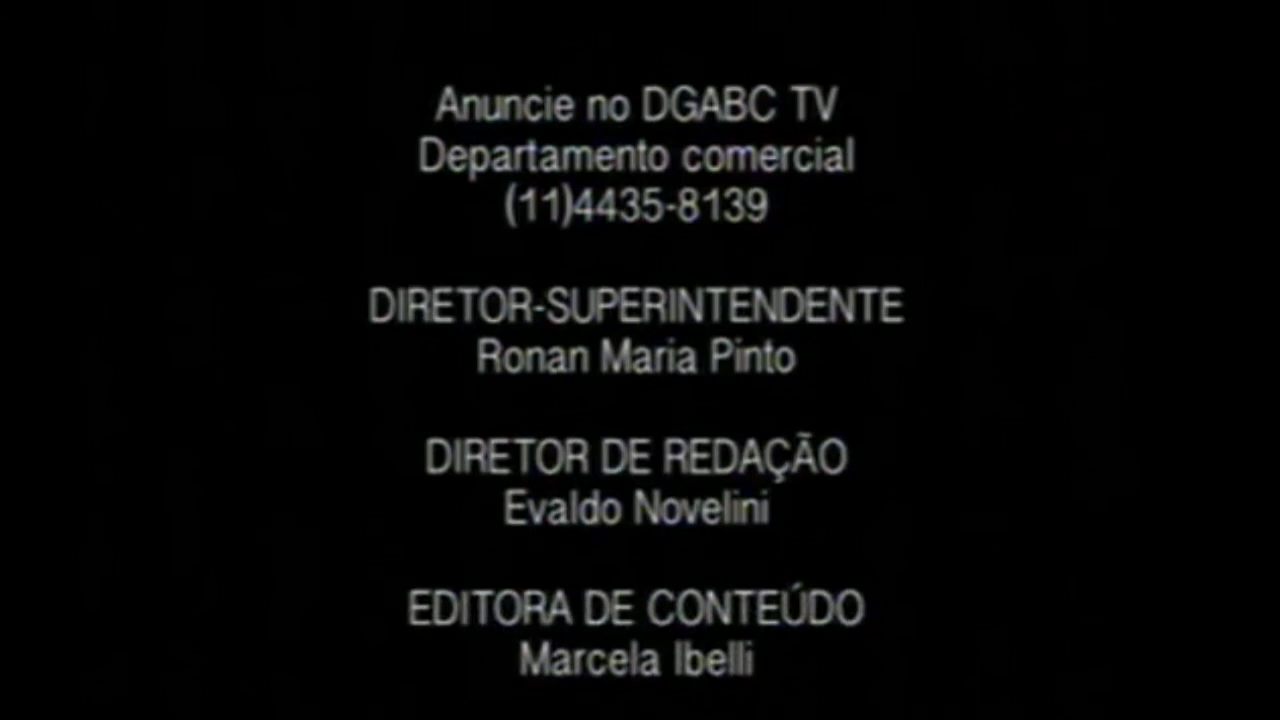 Anuncie no DGABC TV
Departamento comercial
(11)4435-8139
DIRETOR-SUPERINTENDENTE
Ronan Maria Pinto
DIRETOR DE REDAÇÃO
Evaldo Novelini
EDITORA DE CONTEÚDO
Marcela Ibelli